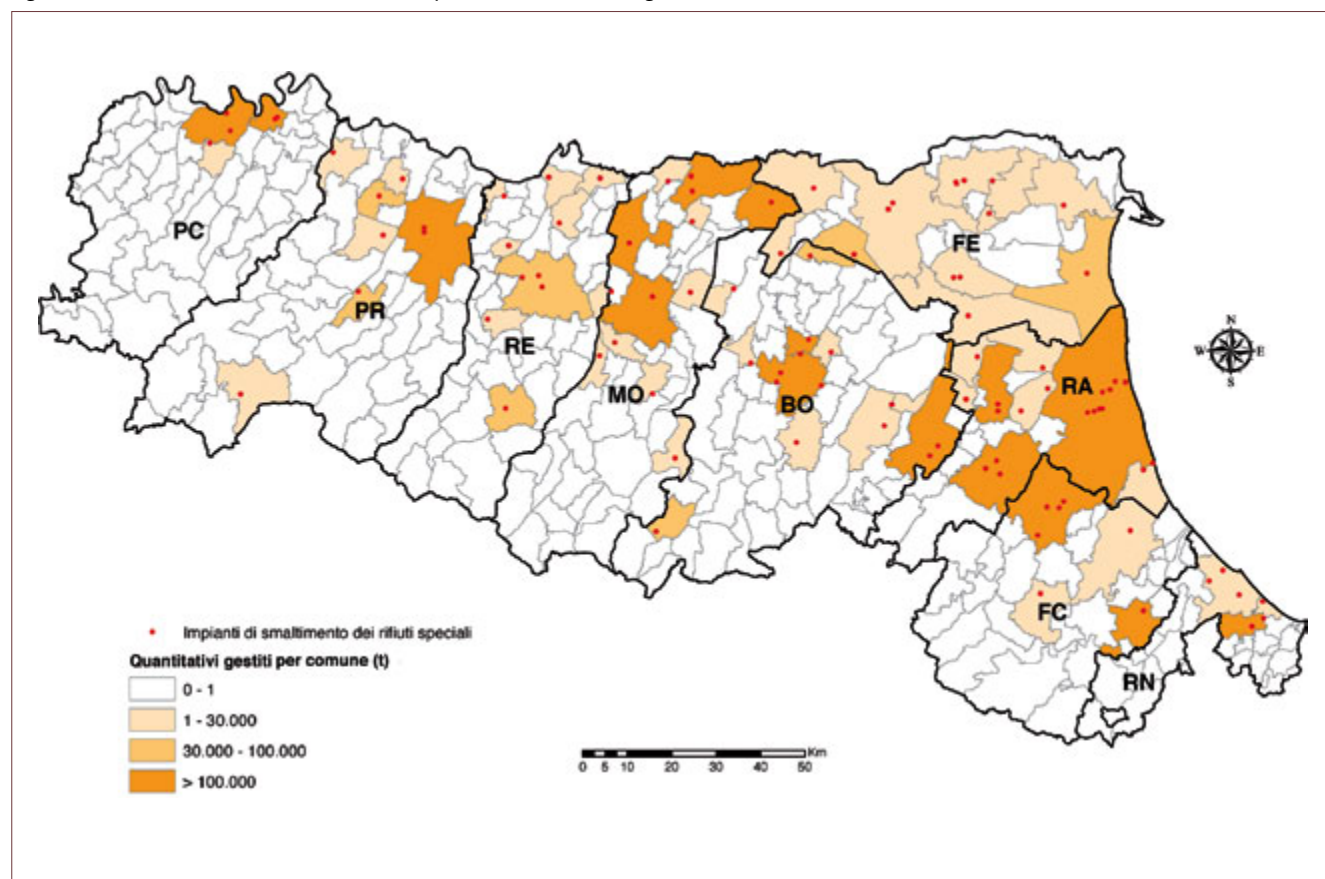 PC
PR
RE
MO
BO
FE
RA
FC
RN
N
W
E
S
Impianti di smaltimento dei rifiuti speciali
Quantitativi gestiti per comune (t)
0 - 1
1 - 30.000
30.000 - 100.000
> 100.000
Km
0 5 10 20 30 40 50